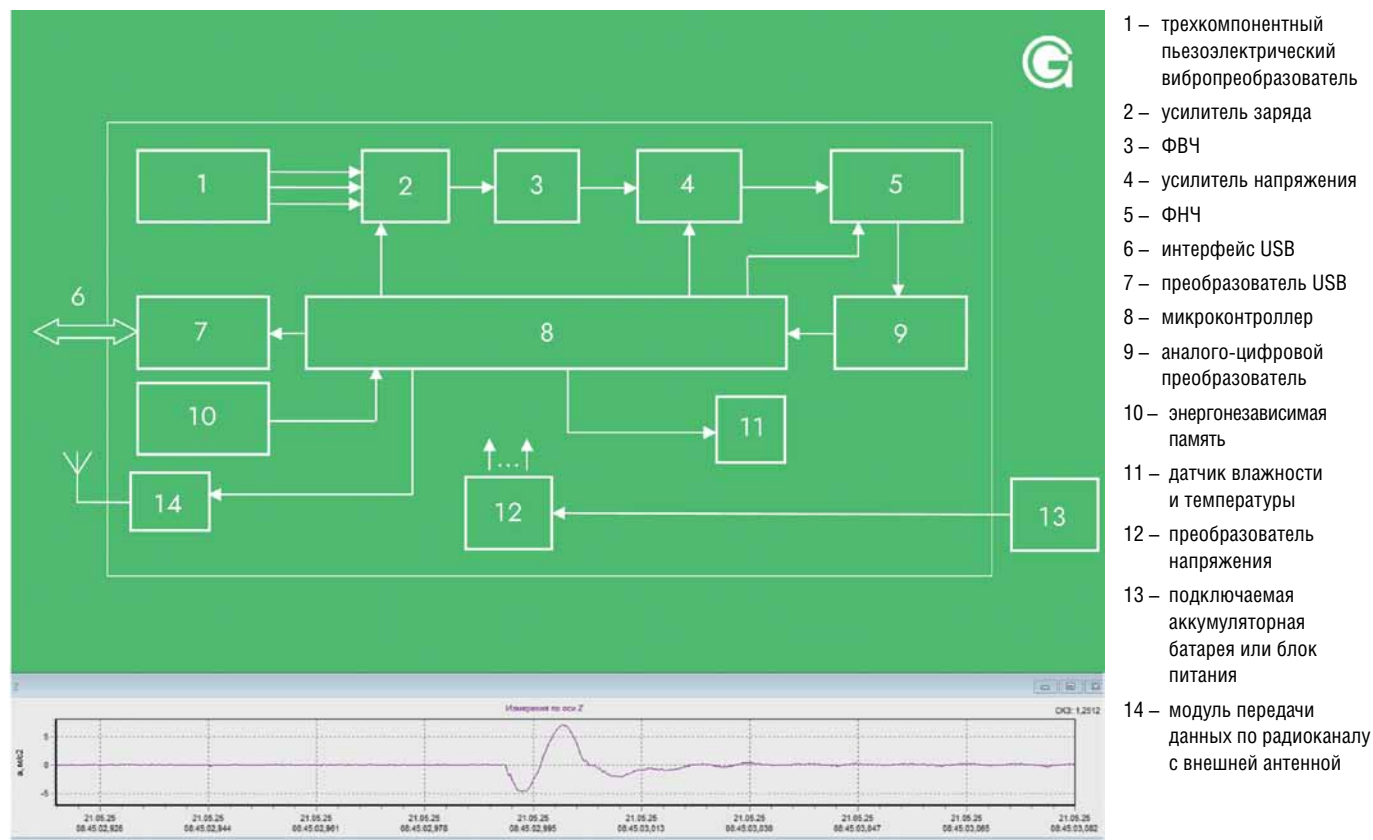 1
2
3
4
5
6
7
8
9
10
11
...
12
13
14
1 – трехкомпонентный
пьезоэлектрический
вибропреобразователь
2 – усилитель заряда
3 – ФВЧ
4 – усилитель напряжения
5 – ФНЧ
6 – интерфейс USB
7 – преобразователь USB
8 – микроконтроллер
9 – аналого-цифровой
преобразователь
10 – энергонезависимая
память
11 – датчик влажности
и температуры
12 – преобразователь
напряжения
13 – подключаемая
аккумуляторная
батарея или блок
питания
14 – модуль передачи
данных по радиоканалу
с внешней антенной
Измерения по оси Z
СКЗ: 1,2512
a, м/с2
5
0
-5
21.05.25 21.05.25 21.05.25 21.05.25 21.05.25 21.05.25 21.05.25 21.05.25 21.05.25 21.05.25
08:45:02,926 08:45:02,944 08:45:02,961 08:45:02,978 08:45:02,995 08:45:03,013 08:45:03,047 08:45:03,065 08:45:03,082